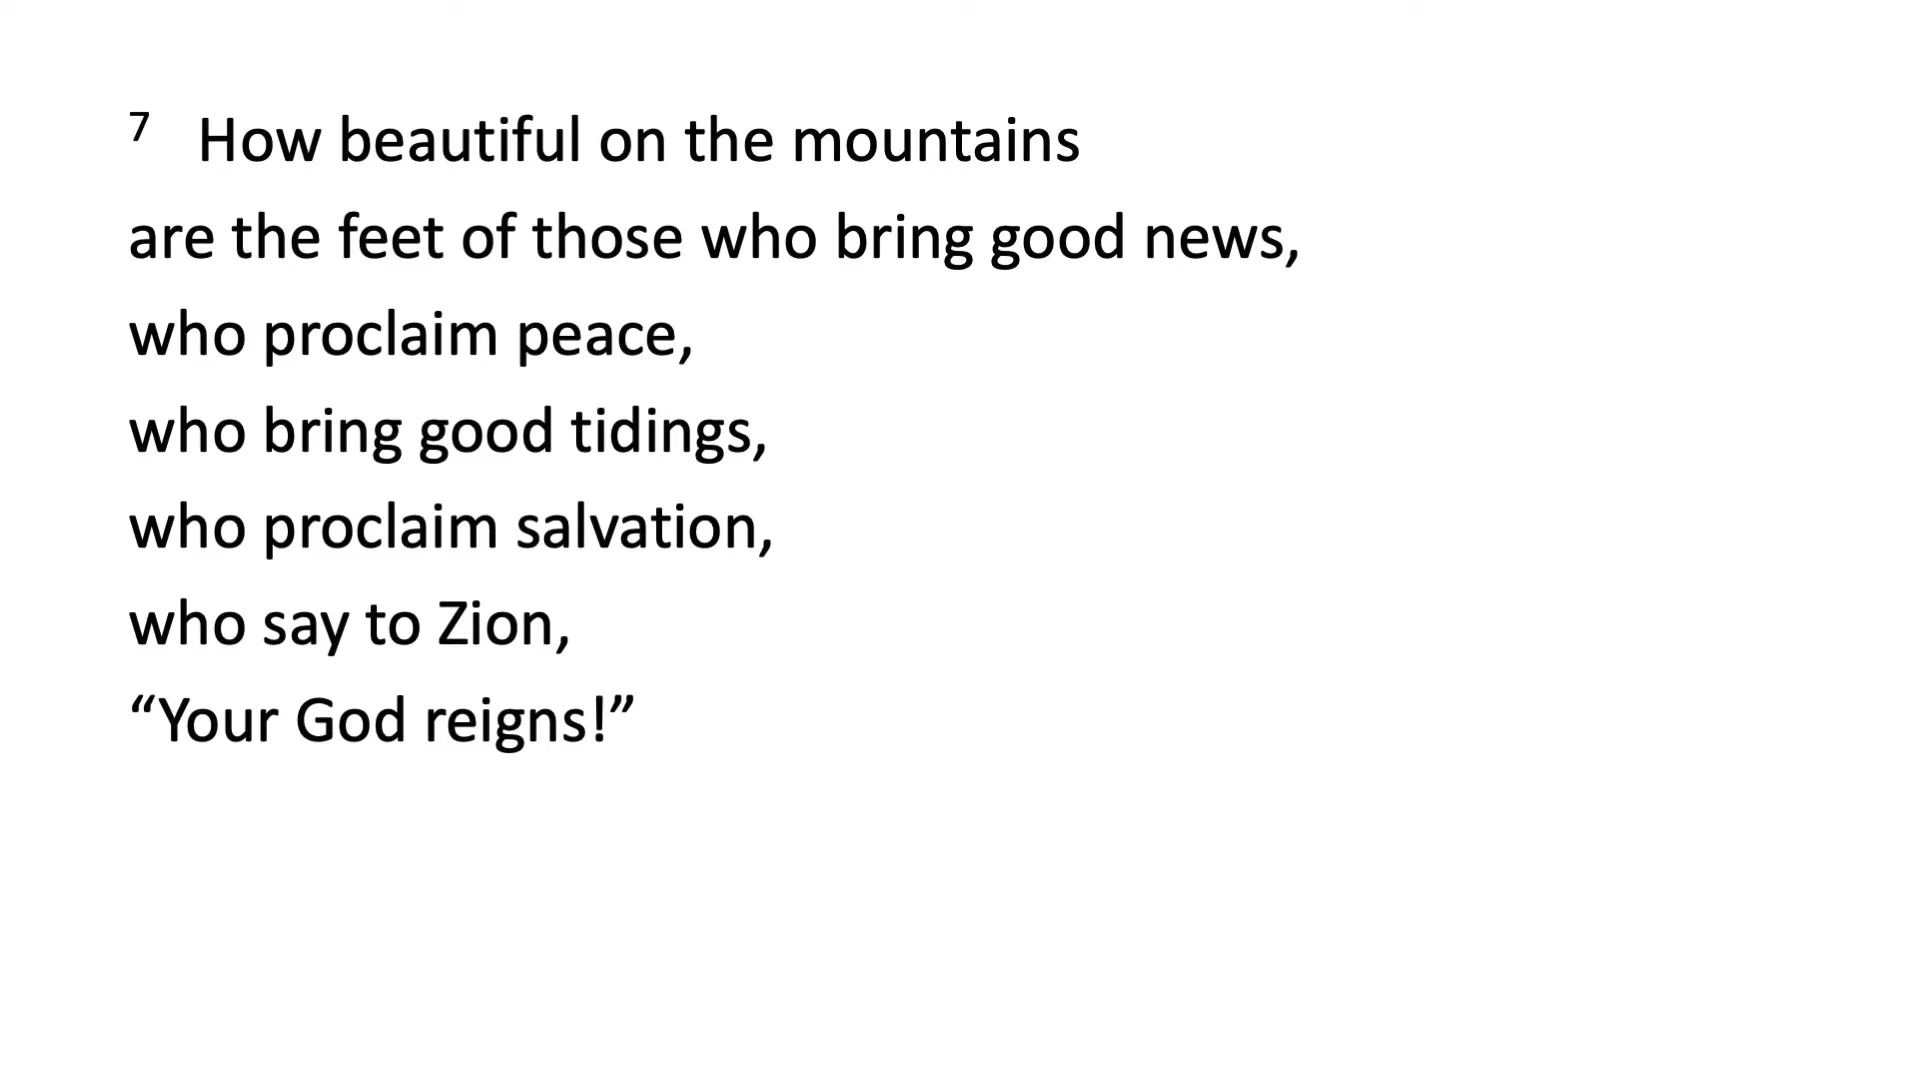 7 How beautiful on the mountains
are the feet of those who bring good news,
who proclaim peace,
who bring good tidings,
who proclaim salvation,
who say to Zion,
“Your God reigns!”